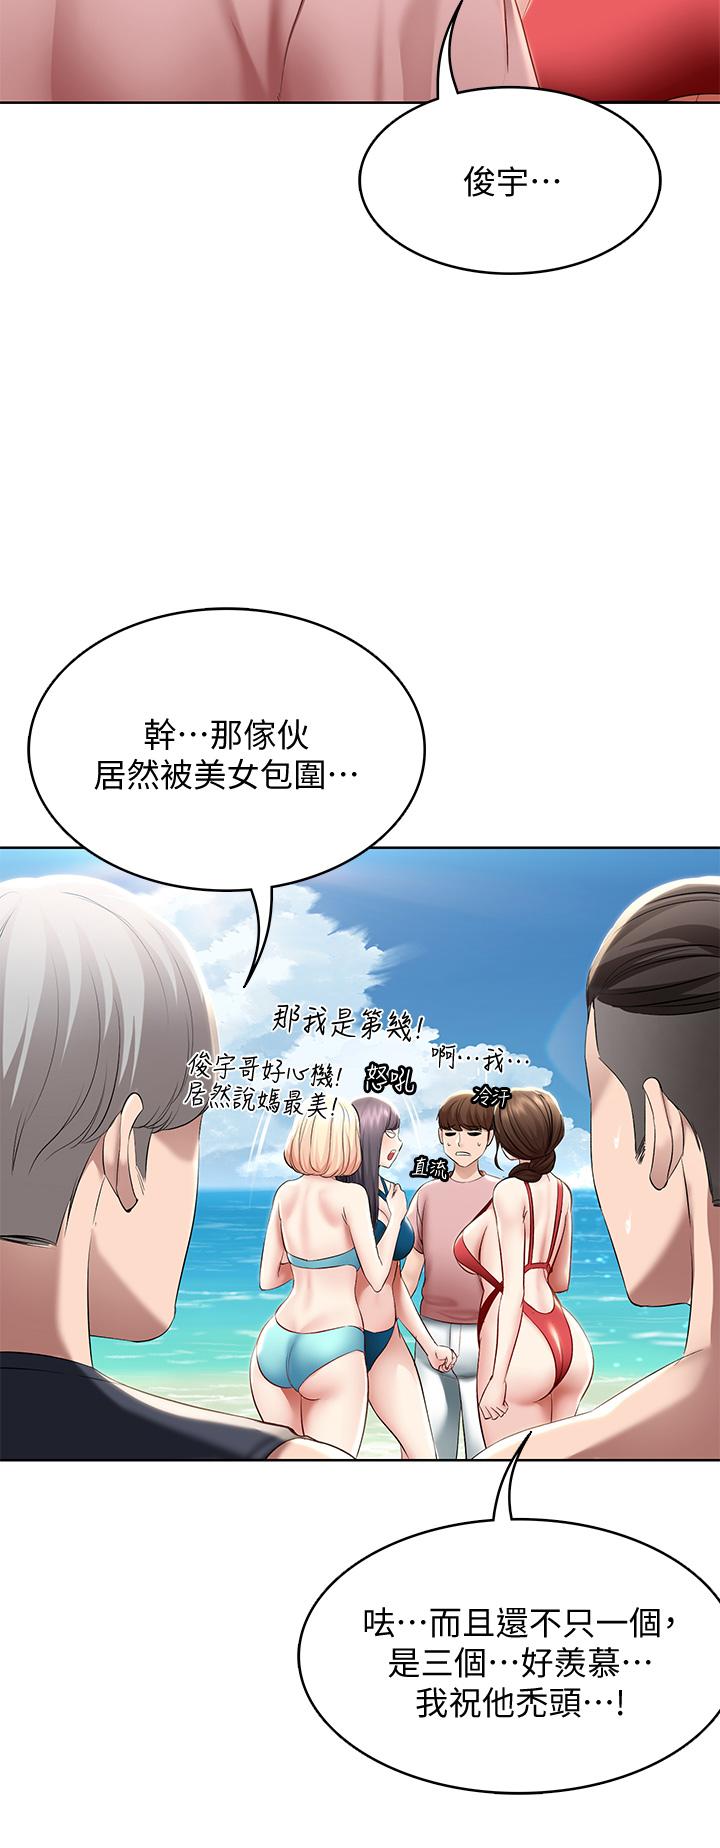 俊宇⋯
幹⋯那傢伙
居然被美女包圍⋯
那我是第幾!
俊宇哥好心機!
居然說媽最美!
怒吼
啊⋯我⋯
冷汗
直流
呿⋯而且還不只一個,
是三個⋯好羨慕⋯
我祝他禿頭⋯!